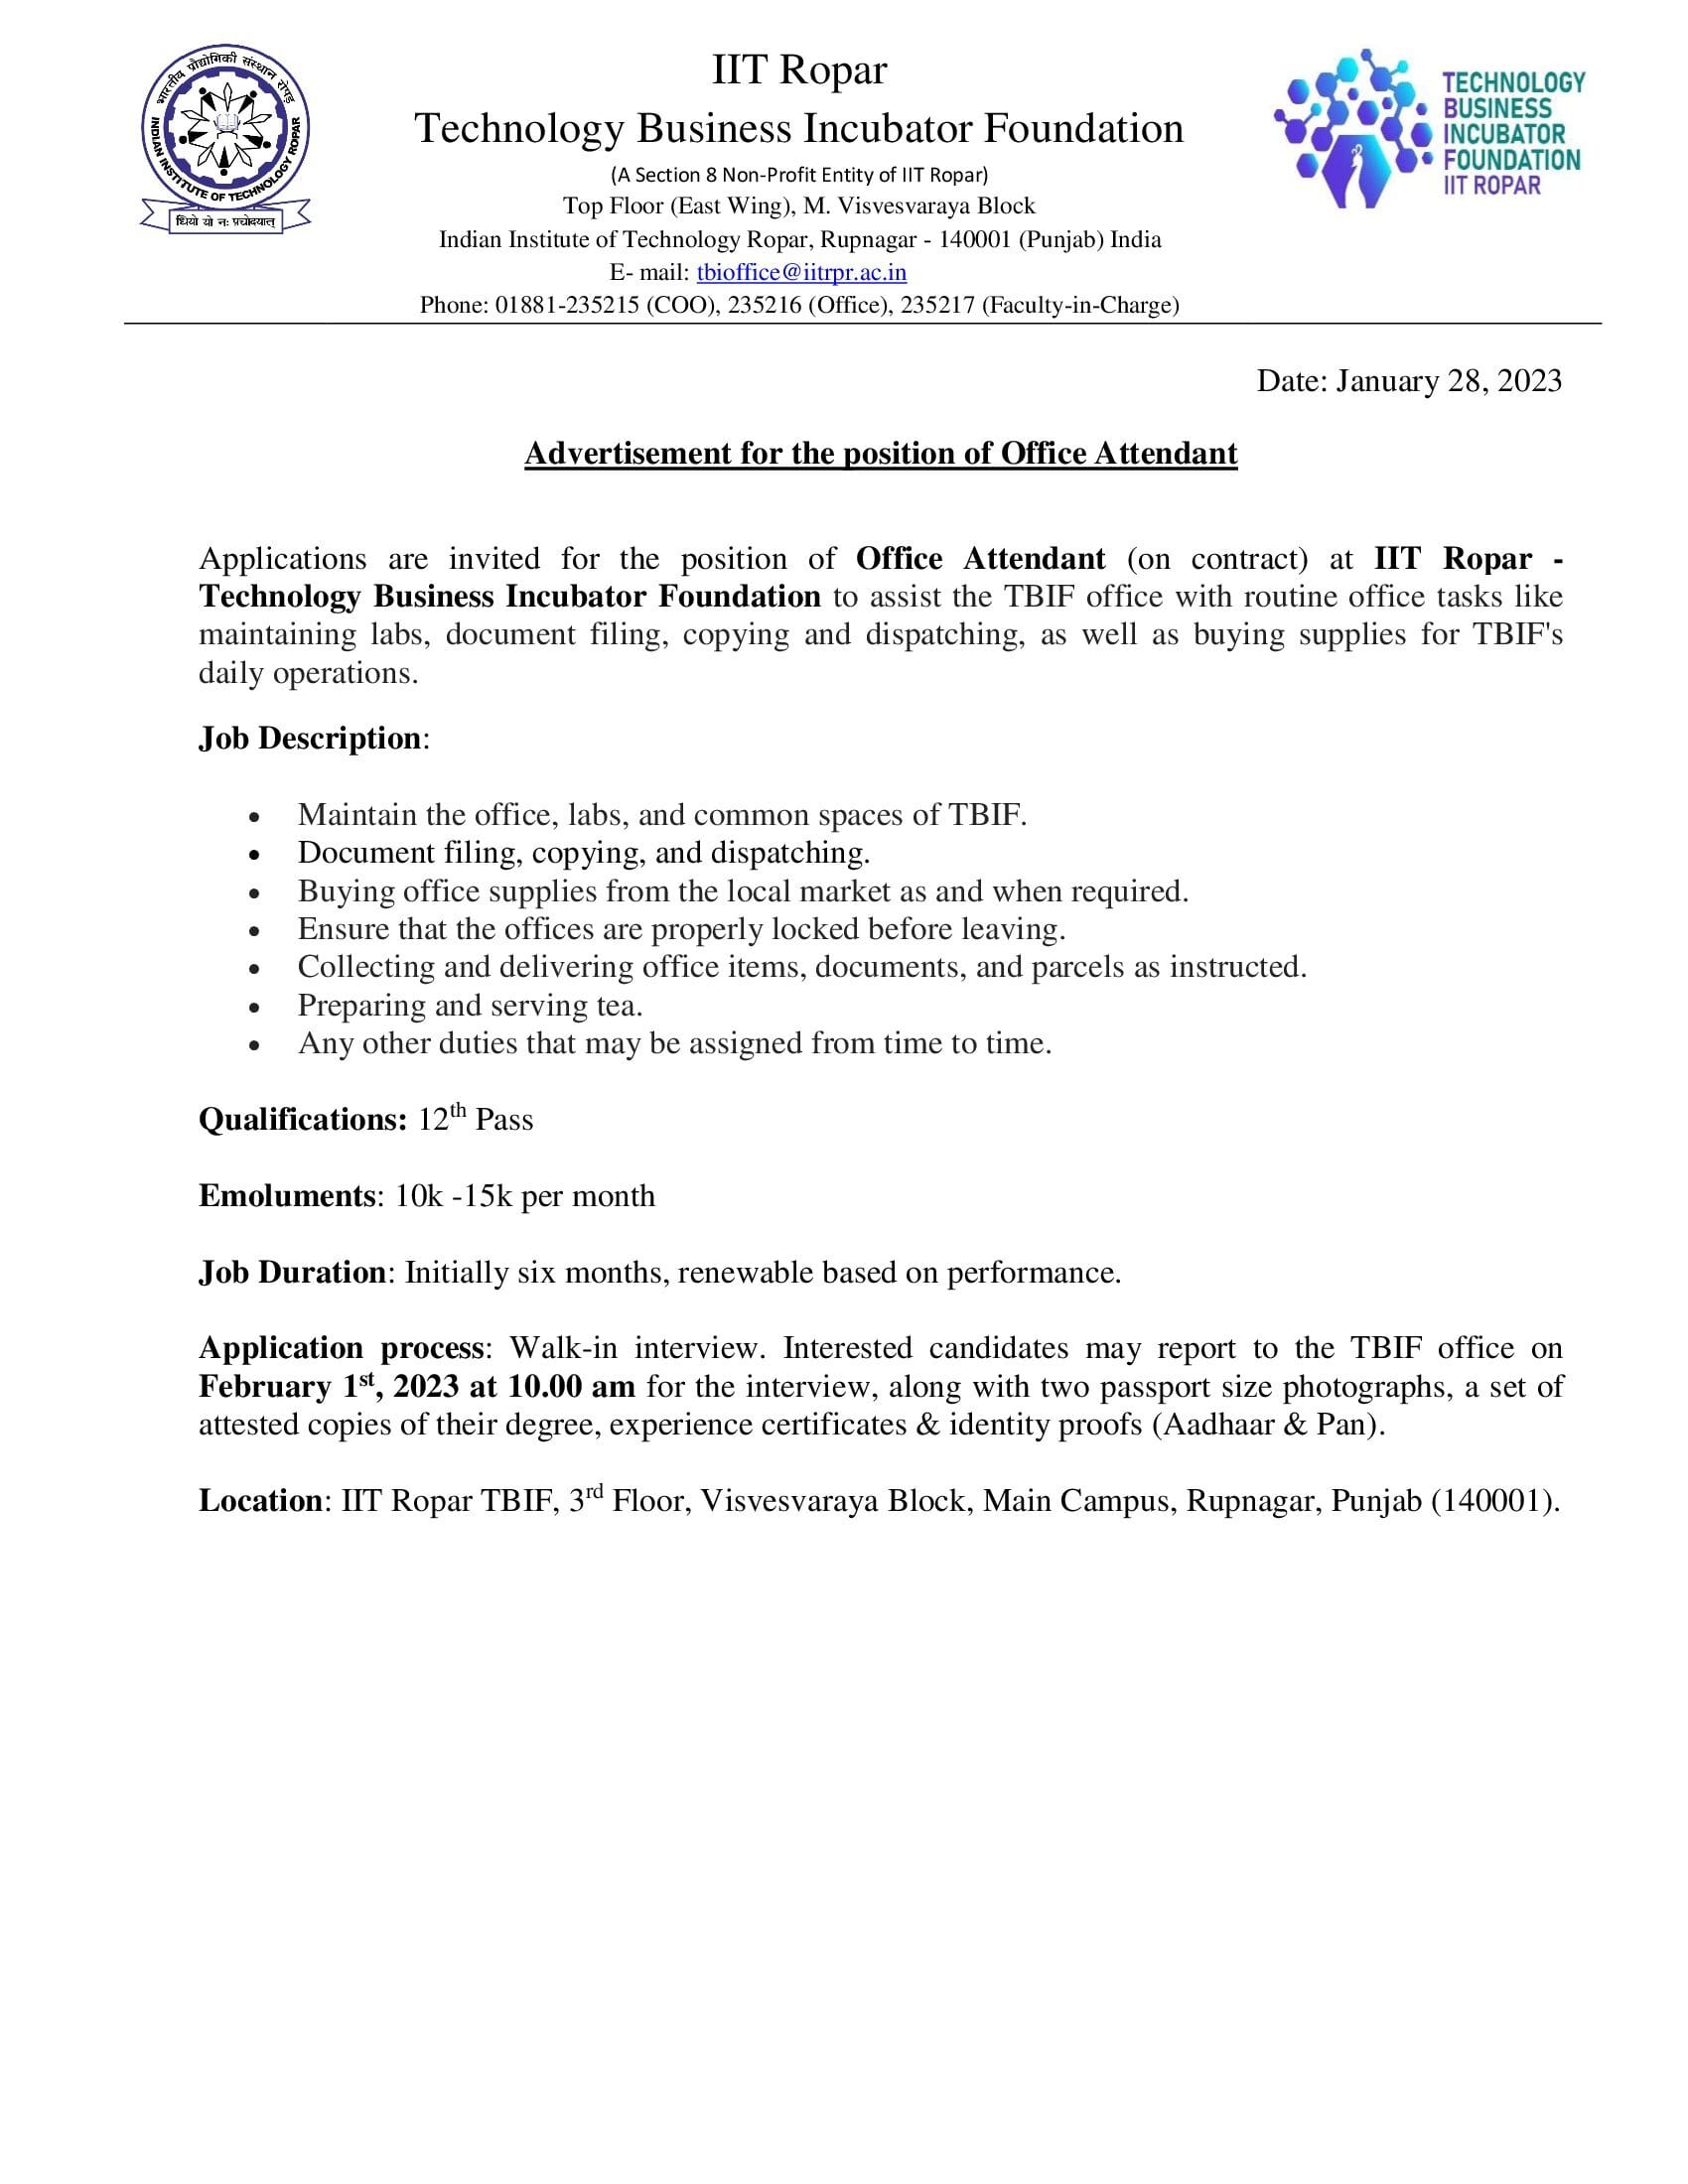 भारतीय प्रौद्योगिकी संस्थान रोपड़
INDIAN INSTITUTE OF TECHNOLOGY ROPAR
धियो यो नः प्रचोदयात्
IIT Ropar
Technology Business Incubator Foundation
(A Section 8 Non-Profit Entity of IIT Ropar)
Top Floor (East Wing), M. Visvesvaraya Block
Indian Institute of Technology Ropar, Rupnagar - 140001 (Punjab) India
E- mail: tbioffice@iitrpr.ac.in
Phone: 01881-235215 (COO), 235216 (Office), 235217 (Faculty-in-Charge)
TECHNOLOGY
BUSINESS
INCUBATOR
FOUNDATION
IIT ROPAR
Date: January 28, 2023
Advertisement for the position of Office Attendant
Applications are invited for the position of Office Attendant (on contract) at IIT Ropar -
Technology Business Incubator Foundation to assist the TBIF office with routine office tasks like
maintaining labs, document filing, copying and dispatching, as well as buying supplies for TBIF's
daily operations.
Job Description:
• Maintain the office, labs, and common spaces of TBIF.
• Document filing, copying, and dispatching.
• Buying office supplies from the local market as and when required.
• Ensure that the offices are properly locked before leaving.
• Collecting and delivering office items, documents, and parcels as instructed.
• Preparing and serving tea.
• Any other duties that may be assigned from time to time.
Qualifications: 12th Pass
Emoluments: 10k -15k per month
Job Duration: Initially six months, renewable based on performance.
Application process: Walk-in interview. Interested candidates may report to the TBIF office on
February 1st, 2023 at 10.00 am for the interview, along with two passport size photographs, a set of
attested copies of their degree, experience certificates & identity proofs (Aadhaar & Pan).
Location: IIT Ropar TBIF, 3rd Floor, Visvesvaraya Block, Main Campus, Rupnagar, Punjab (140001).